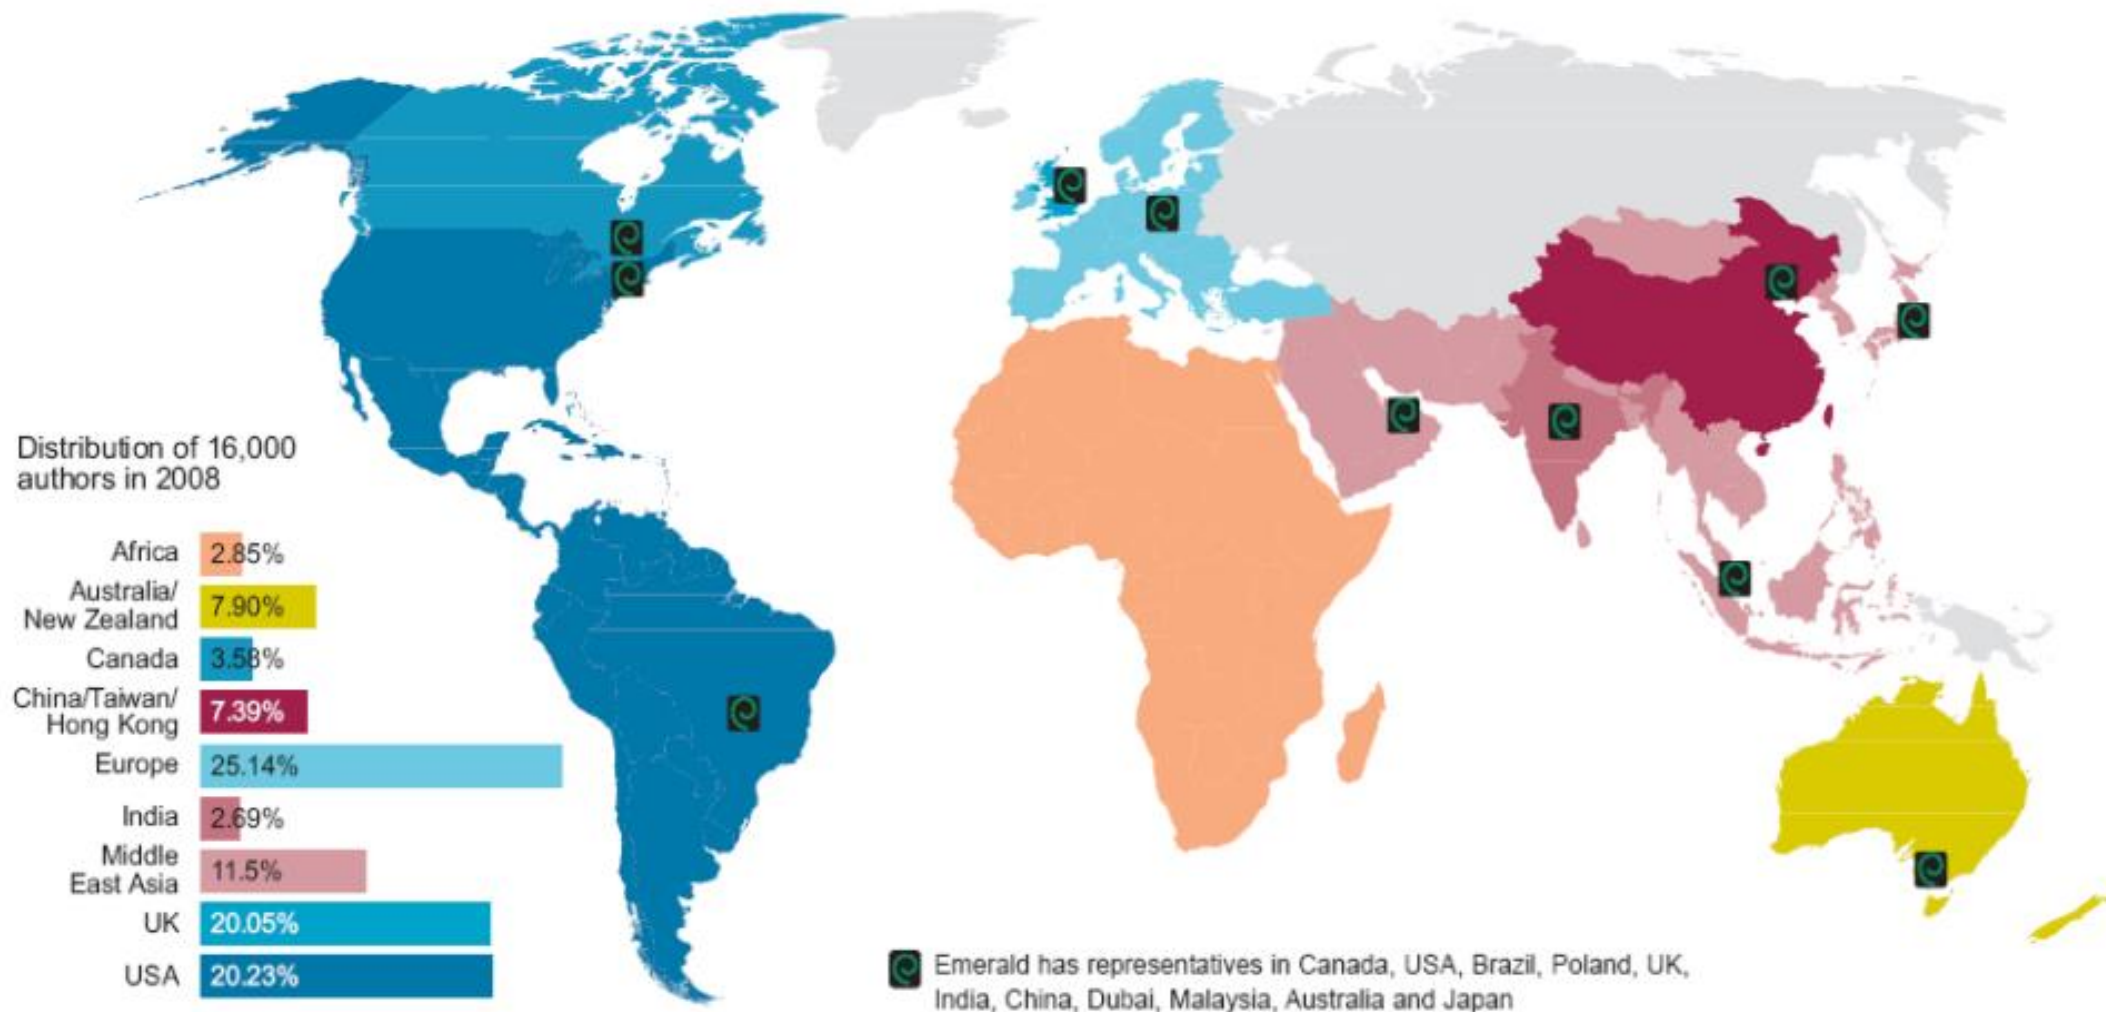 Distribution of 16,000
authors in 2008
Africa 2.85%
Australia/
New Zealand 7.90%
Canada 3.58%
China/Taiwan/
Hong Kong 7.39%
Europe 25.14%
India 2.69%
Middle
East Asia 11.5%
UK 20.05%
USA 20.23%
Emerald has representatives in Canada, USA, Brazil, Poland, UK,
India, China, Dubai, Malaysia, Australia and Japan